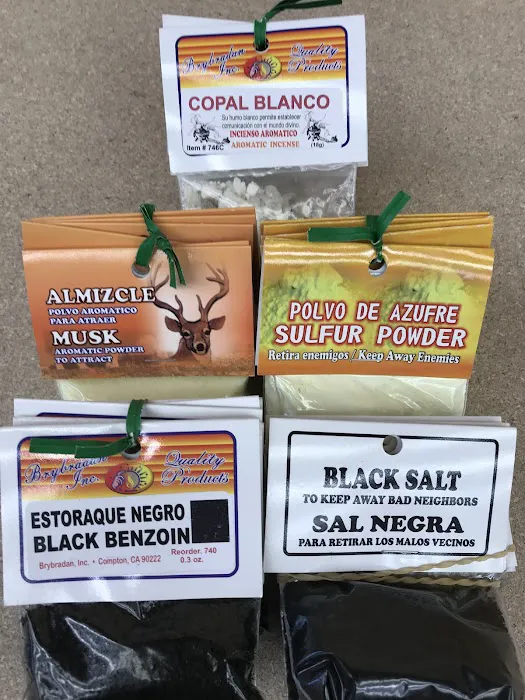 Brybradan Inc. Quality Products
COPAL BLANCO
Su humo blanco permite establecer
comunicación con el mundo divino.
INCIENSO AROMATICO
AROMATIC INCENSE
Item # 746C
(18g)
ALMIZCLE
POLVO AROMATICO
PARA ATRAER
MUSK
AROMATIC POWDER
TO ATTRACT
POLVO DE AZUFRE
SULFUR POWDER
Retira enemigos / Keep Away Enemies
Brybradan Inc. Quality Products
ESTORAQUE NEGRO
BLACK BENZOIN
Reorder. 740
Brybradan, Inc. • Compton, CA 90222
0.3 oz.
BLACK SALT
TO KEEP AWAY BAD NEIGHBORS
SAL NEGRA
PARA RETIRAR LOS MALOS VECINOS